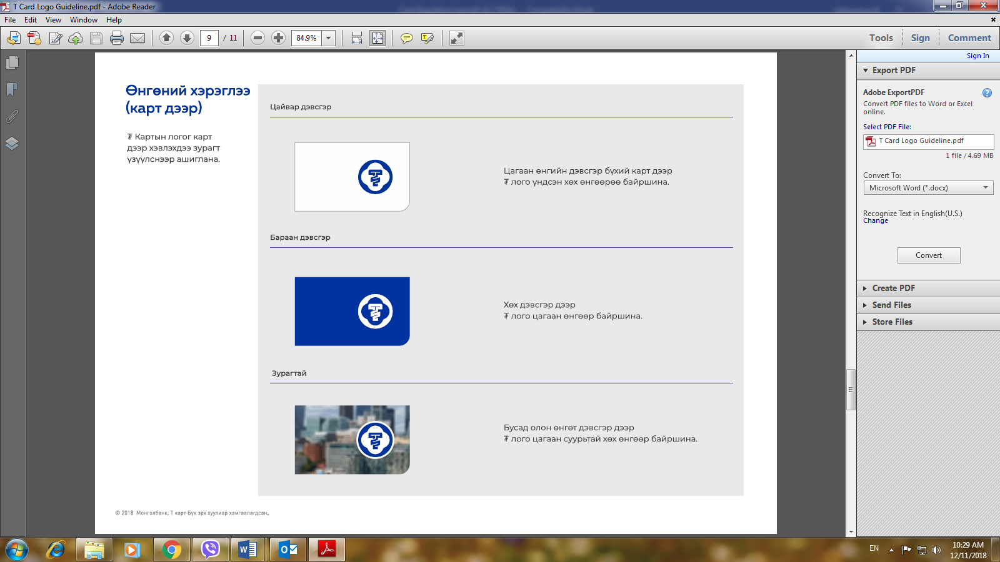 T Card Logo Guideline.pdf - Adobe Reader
File Edit View Window Help
9 / 11 84.9% Tools Sign Comment
Sign In
Export PDF
Adobe ExportPDF
Convert PDF files to Word or Excel
online.
Select PDF File:
T Card Logo Guideline.pdf
1 file / 4.69 MB
Convert To:
Microsoft Word (*.docx)
Recognize Text in English(U.S.)
Change
Convert
Create PDF
Send Files
Store Files
Өнгөний хэрэглээ
(карт дээр)
₮ Картын логог карт
дээр хэвлэхдээ зурагт
үзүүлснээр ашиглана.
Цайвар дэвсгэр
Цагаан өнгийн дэвсгэр бүхий карт дээр
₮ лого үндсэн хөх өнгөөрөө байршина.
Бараан дэвсгэр
Хөх дэвсгэр дээр
₮ лого цагаан өнгөөр байршина.
Зурагтай
Бусад олон өнгөт дэвсгэр дээр
₮ лого цагаан суурьтай хөх өнгөөр байршина.
© 2018 Монголбанк, Т карт Бүх эрх хуулиар хамгаалагдсан.
EN
10:29 AM
12/11/2018